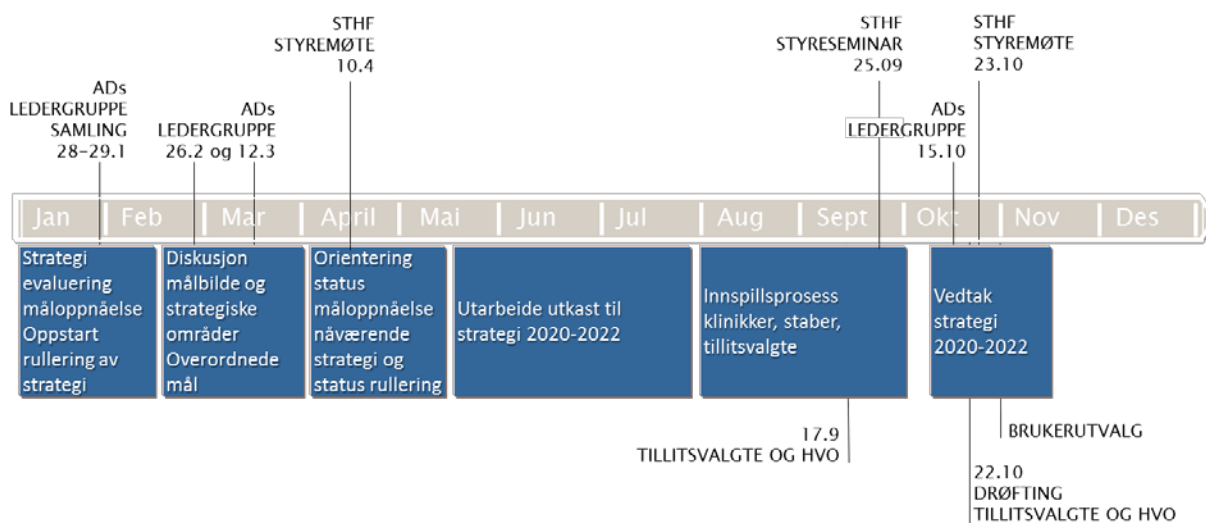 STHF
STYREMØTE
10.4
STHF
STYRESEMINAR
25.09
STHF
STYREMØTE
23.10
ADs
LEDERGRUPPE
SAMLING
28-29.1
ADs
LEDERGRUPPE
26.2 og 12.3
ADs
LEDERGRUPPE
15.10
Jan
Feb
Mar
April
Mai
Jun
Jul
Aug
Sept
Okt
Nov
Des
Strategi
evaluering
måloppnåelse
Oppstart
rullering av
strategi
Diskusjon
målbilde og
strategiske
områder
Overordnede
mål
Orientering
status
måloppnåelse
nåværende
strategi og
status rullering
Utarbeide utkast til
strategi 2020-2022
Innspillsprosess
klinikker, staber,
tillitsvalgte
Vedtak
strategi
2020-2022
17.9
TILLITSVALGTE OG HVO
BRUKERUTVALG
22.10
DRØFTING
TILLITSVALGTE OG HVO